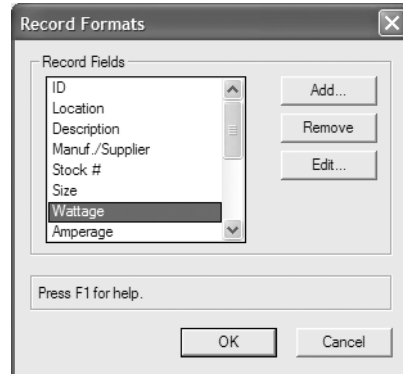 Record Formats
Record Fields
ID
Location
Description
Manuf./Supplier
Stock #
Size
Wattage
Amperage
Add...
Remove
Edit...
Press F1 for help.
OK
Cancel